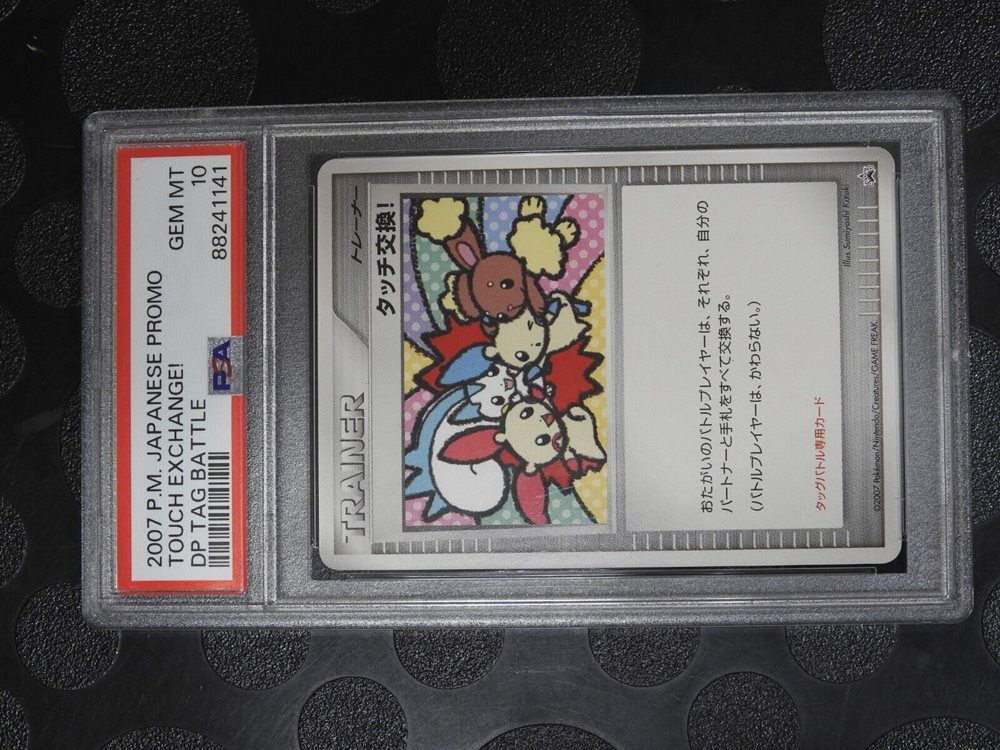 2007 P.M. JAPANESE PROMO
TOUCH EXCHANGE! GEM MT
DP TAG BATTLE 10
PSA 88241141
トレーナー
TRAINER
タッチ交換!
おたがいのバトルプレイヤーは、それぞれ、自分の
パートナーと手札をすべて交換する。
(バトルプレイヤーは、かわらない。)
タッグバトル専用カード
Illus. Sumiyoshi Kizuki
©2007 Pokémon/Nintendo/Creatures/GAME FREAK.